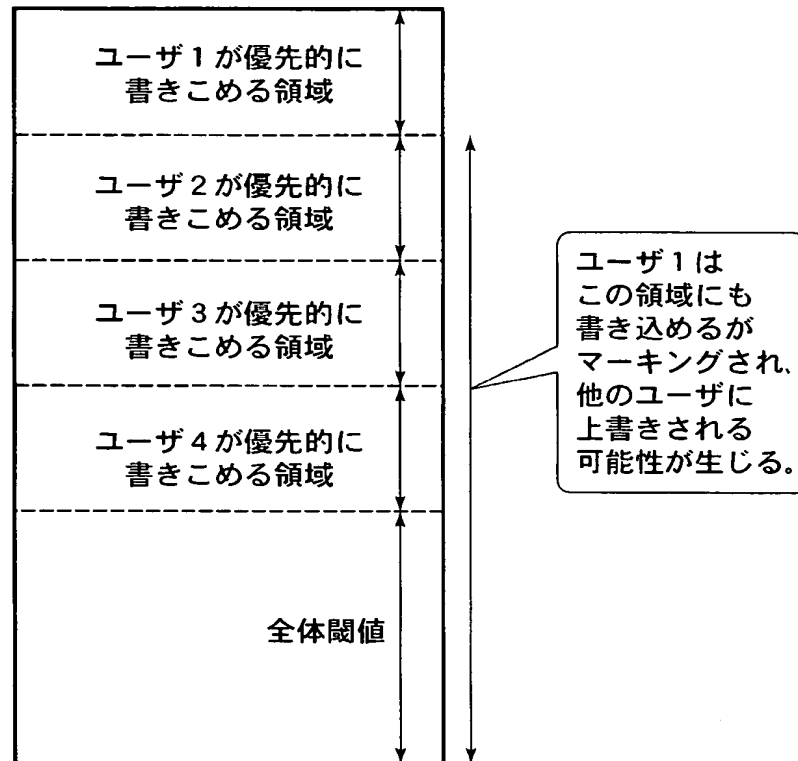 ユーザ1が優先的に
書きこめる領域
ユーザ2が優先的に
書きこめる領域
ユーザ3が優先的に
書きこめる領域
ユーザ4が優先的に
書きこめる領域
全体閾値
ユーザ1は
この領域にも
書き込めるが
マーキングされ、
他のユーザに
上書きされる
可能性が生じる。